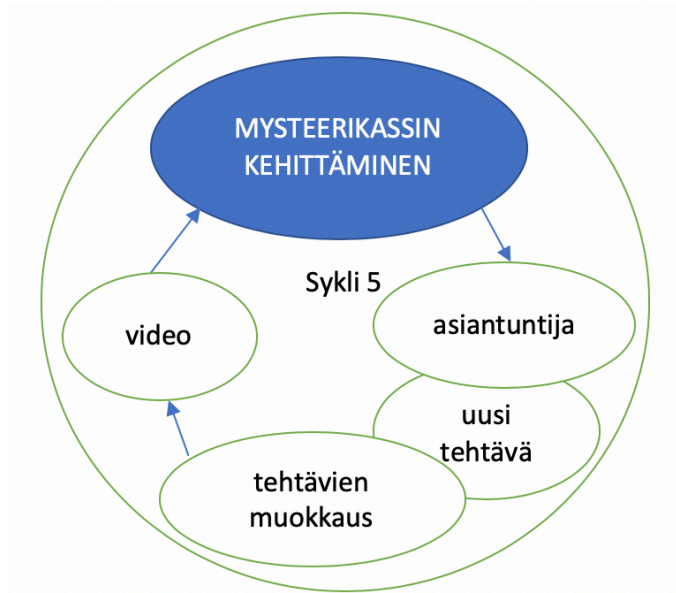 MYSTEERIKASSIN
KEHITTÄMINEN
Sykli 5
asiantuntija
video
uusi
tehtävä
tehtävien
muokkaus